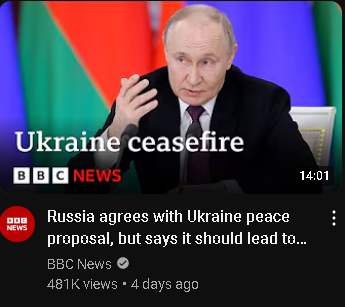 Ukraine ceasefire
BBC NEWS
14:01
BBC
NEWS
Russia agrees with Ukraine peace
proposal, but says it should lead to...
BBC News
481K views • 4 days ago